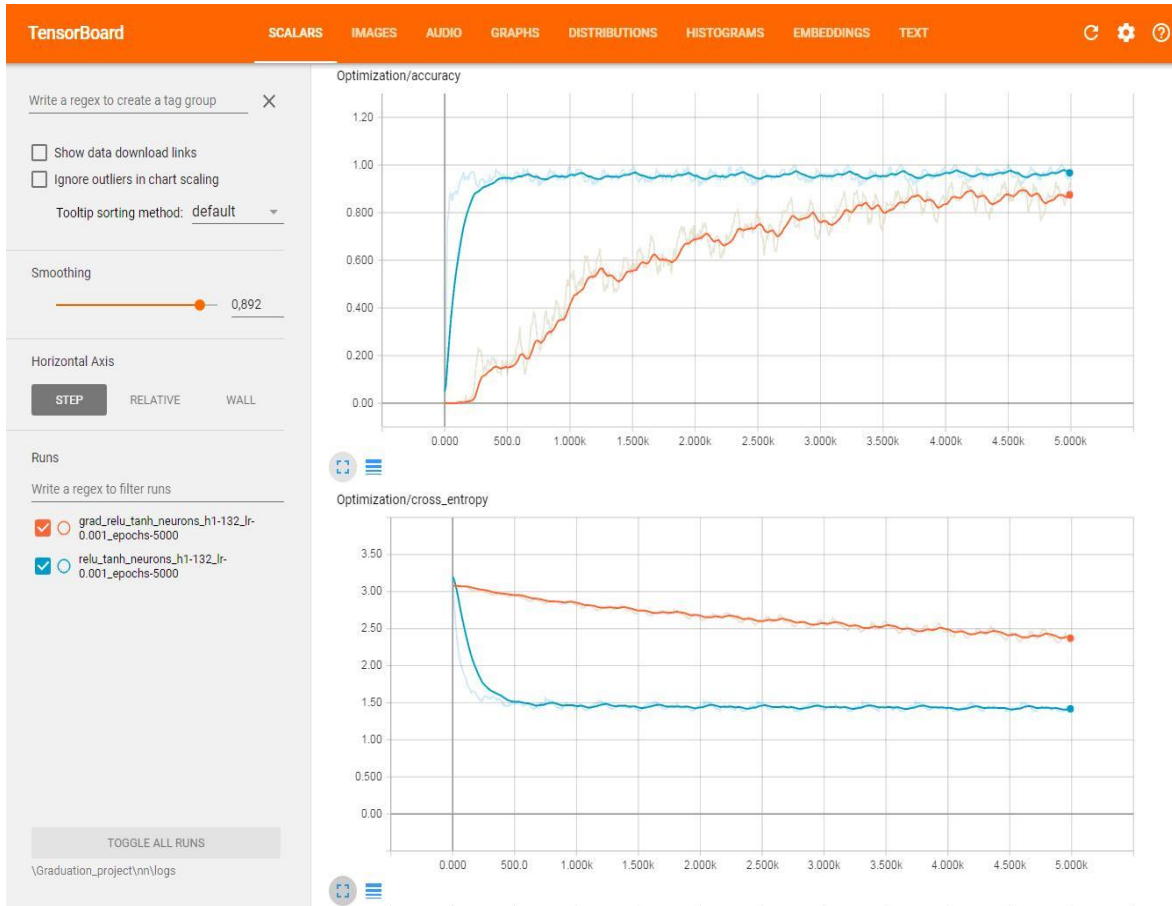 TensorBoard SCALARS IMAGES AUDIO GRAPHS DISTRIBUTIONS HISTOGRAMS EMBEDDINGS TEXT
Write a regex to create a tag group
Show data download links
Ignore outliers in chart scaling
Tooltip sorting method: default
Smoothing
0,892
Horizontal Axis
STEP RELATIVE WALL
Runs
Write a regex to filter runs
grad_relu_tanh_neurons_h1-132_lr-
0.001_epochs-5000
relu_tanh_neurons_h1-132_lr-
0.001_epochs-5000
TOGGLE ALL RUNS
\Graduation_project\nn\logs
Optimization/accuracy
1.20
1.00
0.800
0.600
0.400
0.200
0.00
0.000 500.0 1.000k 1.500k 2.000k 2.500k 3.000k 3.500k 4.000k 4.500k 5.000k
Optimization/cross_entropy
3.50
3.00
2.50
2.00
1.50
1.00
0.500
0.00
0.000 500.0 1.000k 1.500k 2.000k 2.500k 3.000k 3.500k 4.000k 4.500k 5.000k